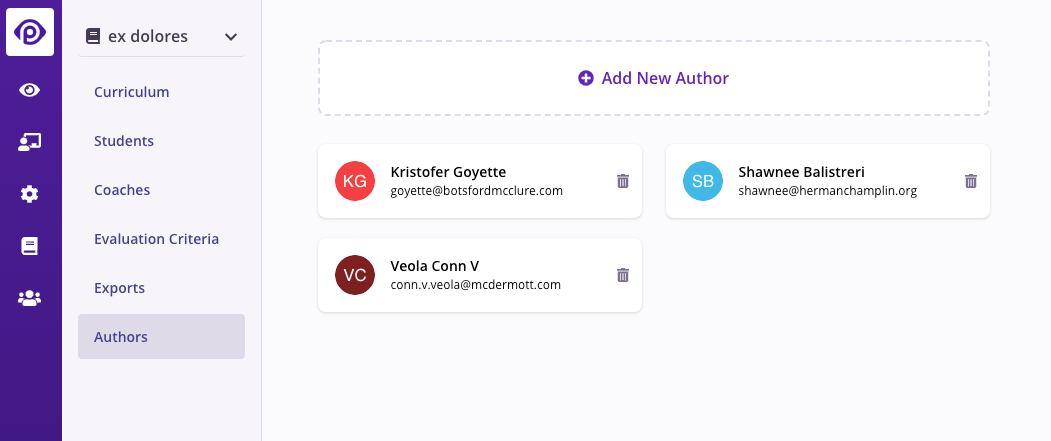 ex dolores
Curriculum
Students
Coaches
Evaluation Criteria
Exports
Authors
Add New Author
KG
Kristofer Goyette
goyette@botsfordmcclure.com
SB
Shawnee Balistreri
shawnee@hermanchamplin.org
VC
Veola Conn V
conn.v.veola@mcdermott.com